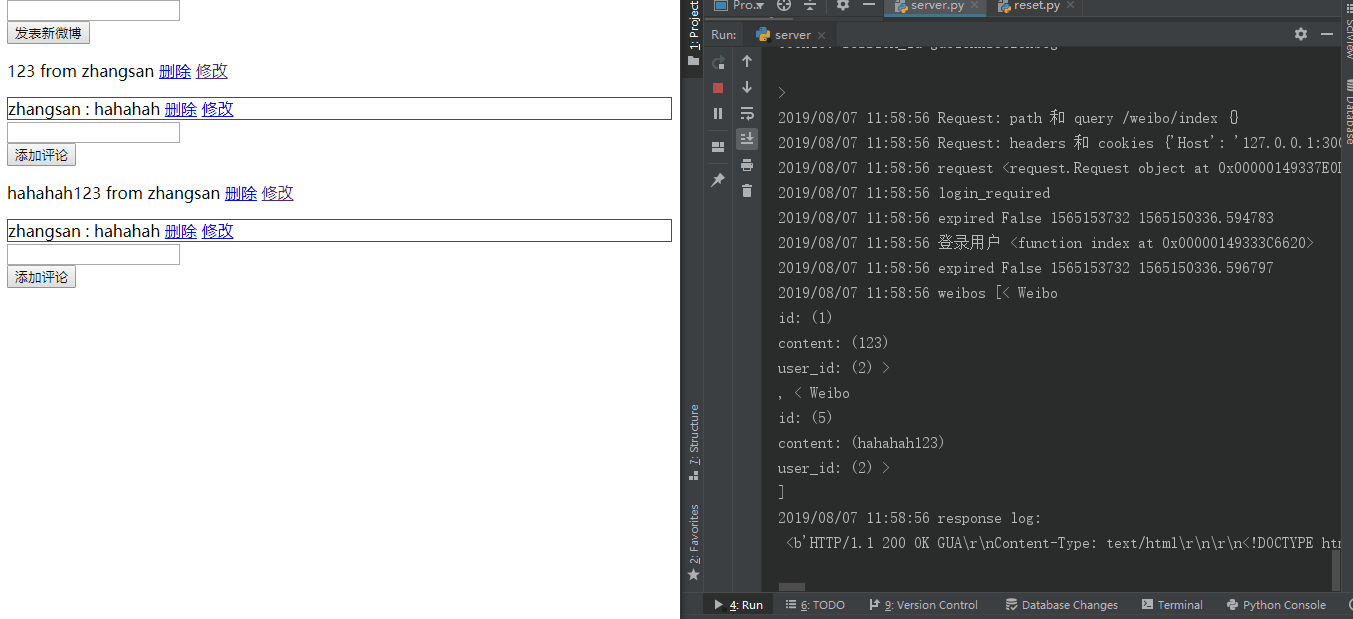 发表新微博
123 from zhangsan 删除 修改
zhangsan : hahahah 删除 修改
添加评论
hahahah123 from zhangsan 删除 修改
zhangsan : hahahah 删除 修改
添加评论
1: Project
7: Structure
2: Favorites
Pro...
server.py
reset.py
Run:
server
>
2019/08/07 11:58:56 Request: path 和 query /weibo/index {}
2019/08/07 11:58:56 Request: headers 和 cookies {'Host': '127.0.0.1:300
2019/08/07 11:58:56 request <request.Request object at 0x00000149337E0D
2019/08/07 11:58:56 login_required
2019/08/07 11:58:56 expired False 1565153732 1565150336.594783
2019/08/07 11:58:56 登录用户 <function index at 0x00000149333C6620>
2019/08/07 11:58:56 expired False 1565153732 1565150336.596797
2019/08/07 11:58:56 weibos [< Weibo
id: (1)
content: (123)
user_id: (2) >
, < Weibo
id: (5)
content: (hahahah123)
user_id: (2) >
]
2019/08/07 11:58:56 response log:
<b'HTTP/1.1 200 OK GUA\r\nContent-Type: text/html\r\n\r\n<!DOCTYPE htm
SciView
Database
4: Run
6: TODO
9: Version Control
Database Changes
Terminal
Python Console